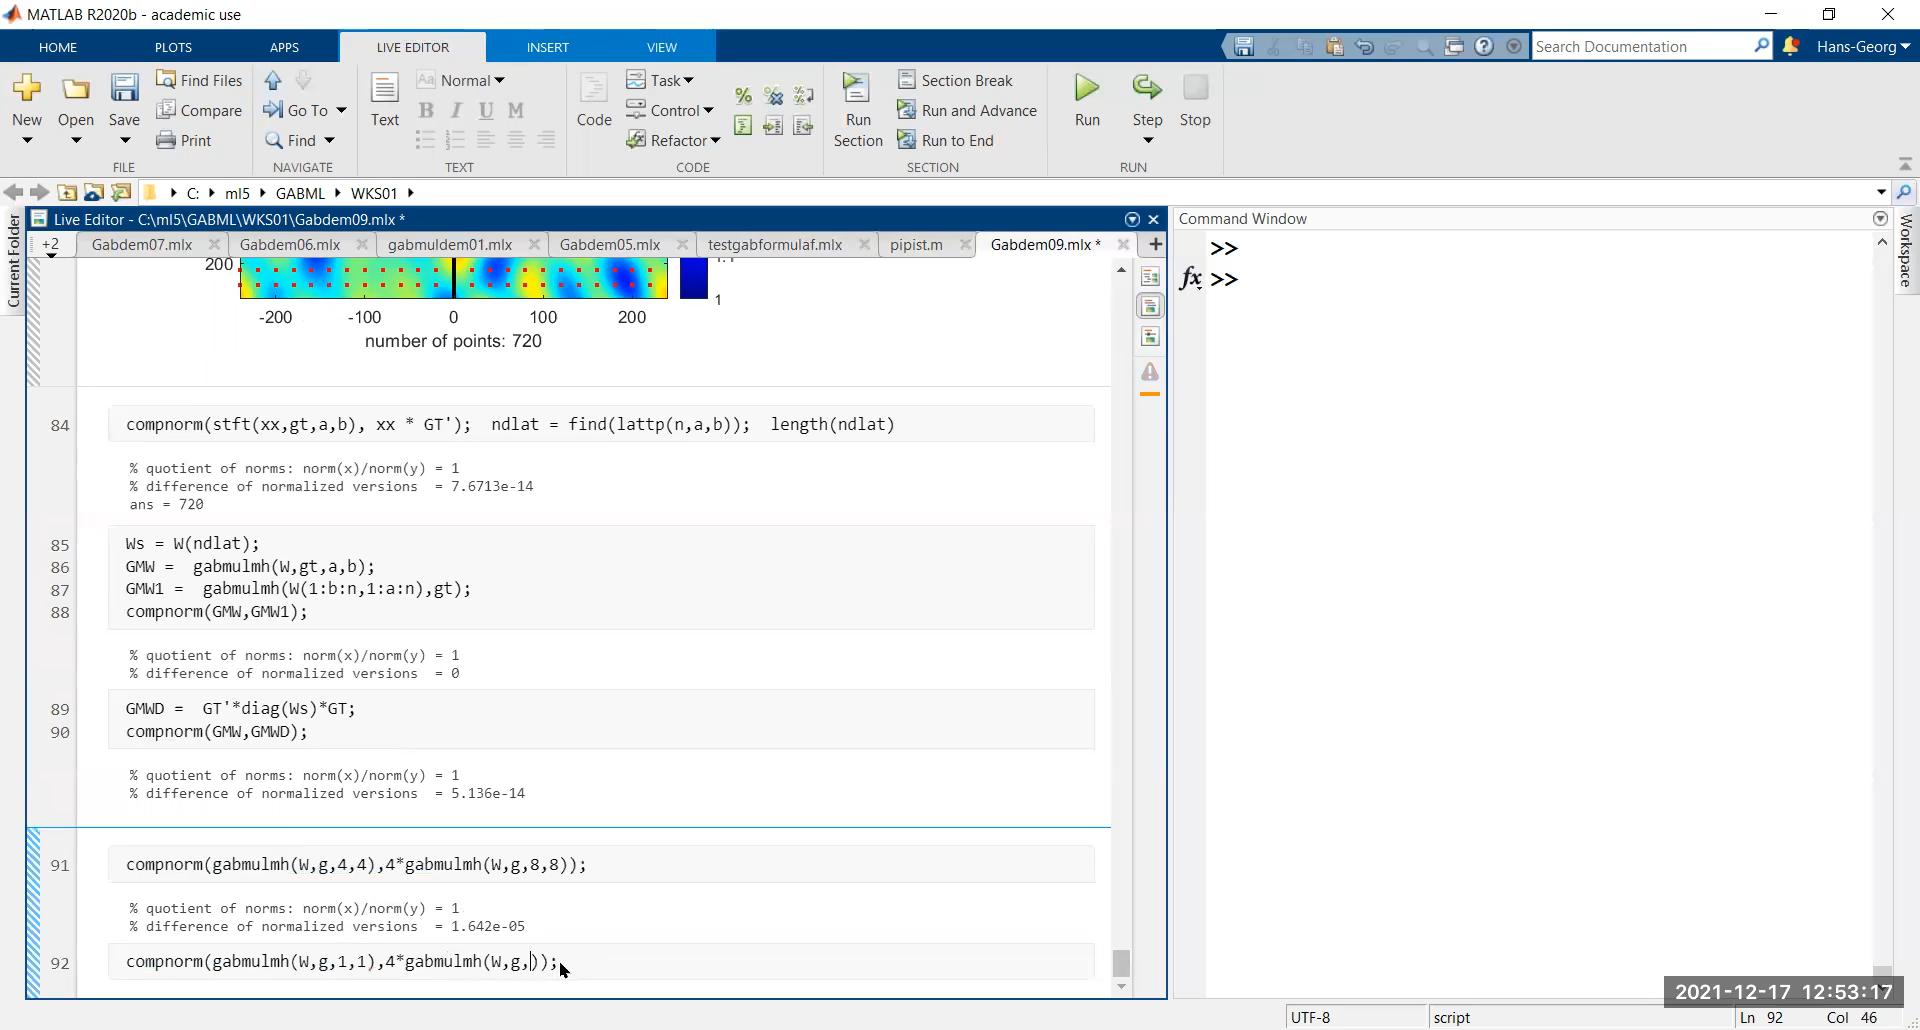 MATLAB R2020b - academic use
HOME PLOTS APPS LIVE EDITOR INSERT VIEW Search Documentation Hans-Georg
New Open Save Find Files Compare Print
FILE
Go To Find
NAVIGATE
Text Aa Normal B I U M
TEXT
Code Task Control Refactor
CODE
Run Section Section Break Run and Advance Run to End
SECTION
Run Step Stop
RUN
C: ml5 GABML WKS01
Current Folder
Live Editor - C:\ml5\GABML\WKS01\Gabdem09.mlx *
+2 Gabdem07.mlx Gabdem06.mlx gabmuldem01.mlx Gabdem05.mlx testgabformulaf.mlx pipist.m Gabdem09.mlx *
200
1
-200 -100 0 100 200
number of points: 720
84 compnorm(stft(xx,gt,a,b), xx * GT'); ndlat = find(lattp(n,a,b)); length(ndlat)
% quotient of norms: norm(x)/norm(y) = 1
% difference of normalized versions = 7.6713e-14
ans = 720
85 Ws = W(ndlat);
86 GMW = gabmulmh(W,gt,a,b);
87 GMW1 = gabmulmh(W(1:b:n,1:a:n),gt);
88 compnorm(GMW,GMW1);
% quotient of norms: norm(x)/norm(y) = 1
% difference of normalized versions = 0
89 GMWD = GT'*diag(Ws)*GT;
90 compnorm(GMW,GMWD);
% quotient of norms: norm(x)/norm(y) = 1
% difference of normalized versions = 5.136e-14
91 compnorm(gabmulmh(W,g,4,4),4*gabmulmh(W,g,8,8));
% quotient of norms: norm(x)/norm(y) = 1
% difference of normalized versions = 1.642e-05
92 compnorm(gabmulmh(W,g,1,1),4*gabmulmh(W,g,));
Command Window
>>
fx >>
Workspace
2021-12-17 12:53:17
UTF-8 script Ln 92 Col 46